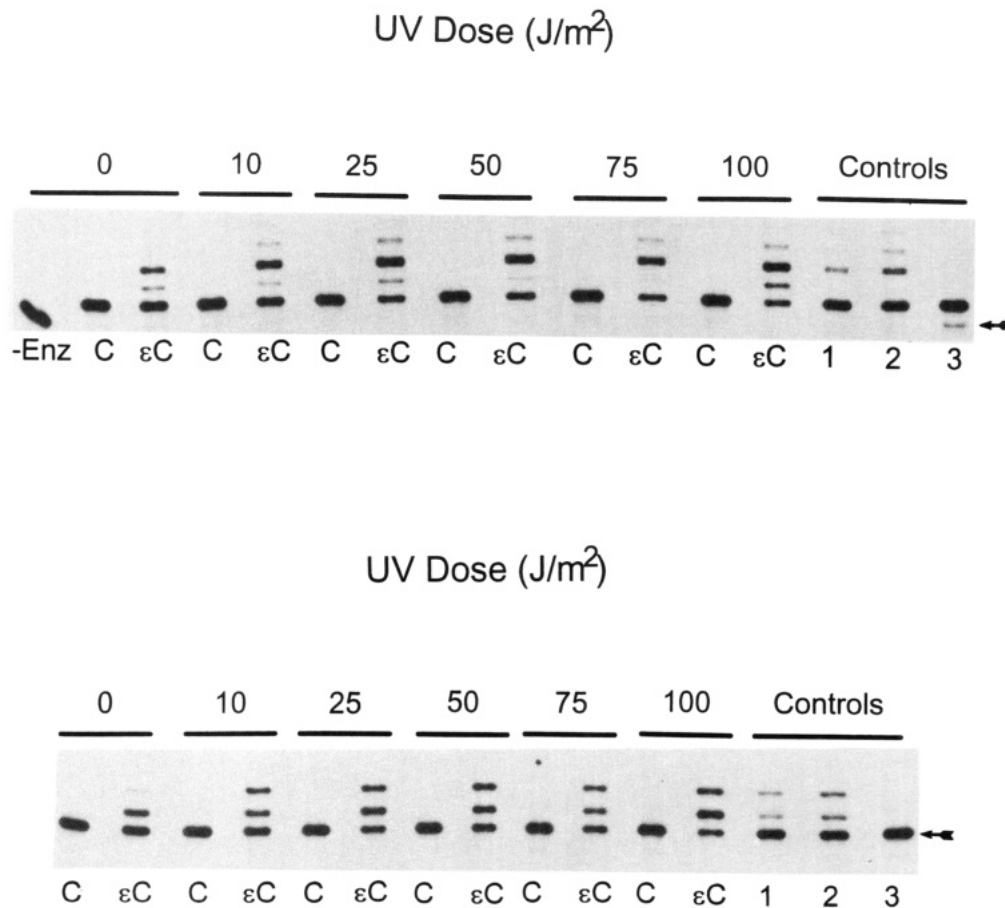 UV Dose (J/m²)
0 10 25 50 75 100 Controls
-Enz C εC C εC C εC C εC C εC C εC 1 2 3
UV Dose (J/m²)
0 10 25 50 75 100 Controls
C εC C εC C εC C εC C εC C εC 1 2 3